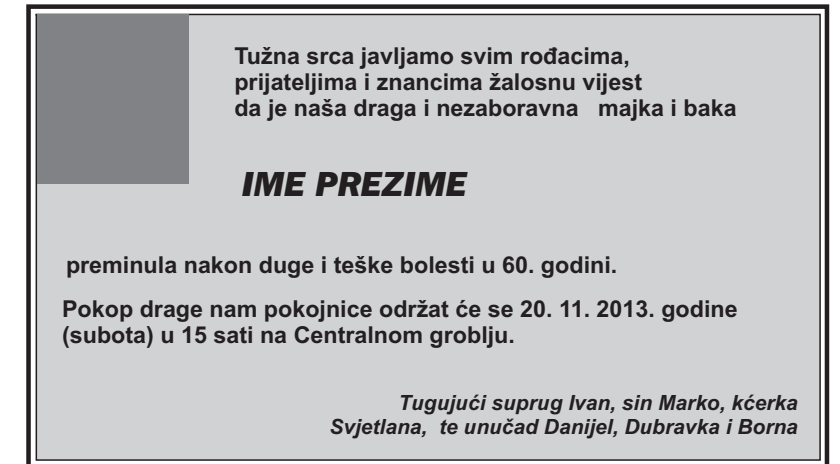 Tužna srca javljamo svim rođacima,
prijateljima i znancima žalosnu vijest
da je naša draga i nezaboravna   majka i baka
IME PREZIME
preminula nakon duge i teške bolesti u 60. godini.
Pokop drage nam pokojnice održat će se 20. 11. 2013. godine
(subota) u 15 sati na Centralnom groblju.
Tugujući suprug Ivan, sin Marko, kćerka
Svjetlana,  te unučad Danijel, Dubravka i Borna